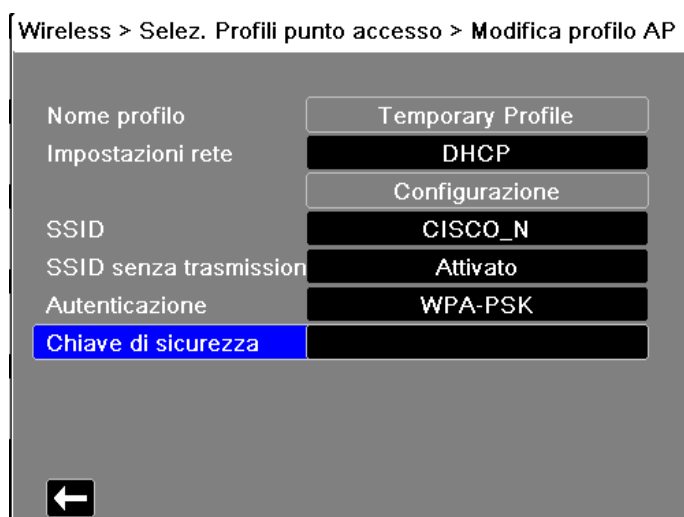 Wireless > Selez. Profili punto accesso > Modifica profilo AP
Nome profilo Temporary Profile
Impostazioni rete DHCP
Configurazione
SSID CISCO_N
SSID senza trasmission Attivato
Autenticazione WPA-PSK
Chiave di sicurezza